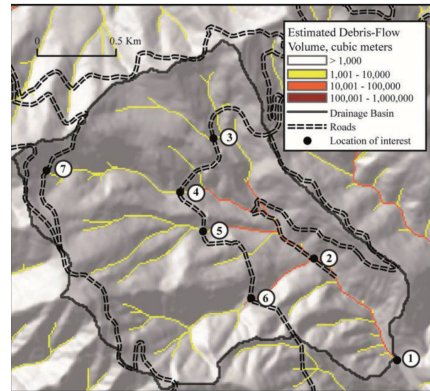 0 0.5 Km
Estimated Debris-Flow
Volume, cubic meters
> 1,000
1,001 - 10,000
10,001 - 100,000
100,001 - 1,000,000
Drainage Basin
Roads
Location of interest
3
7
4
5
2
6
1